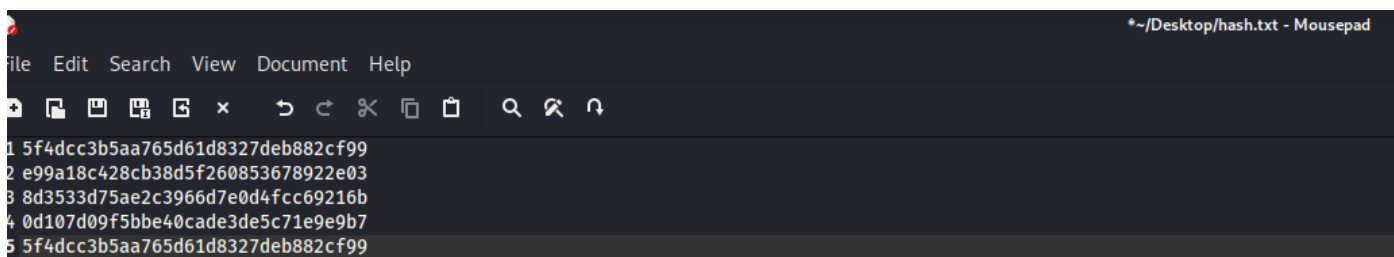 *~/Desktop/hash.txt - Mousepad
File Edit Search View Document Help
1 5f4dcc3b5aa765d61d8327deb882cf99
2 e99a18c428cb38d5f260853678922e03
3 8d3533d75ae2c3966d7e0d4fcc69216b
4 0d107d09f5bbe40cade3de5c71e9e9b7
5 5f4dcc3b5aa765d61d8327deb882cf99